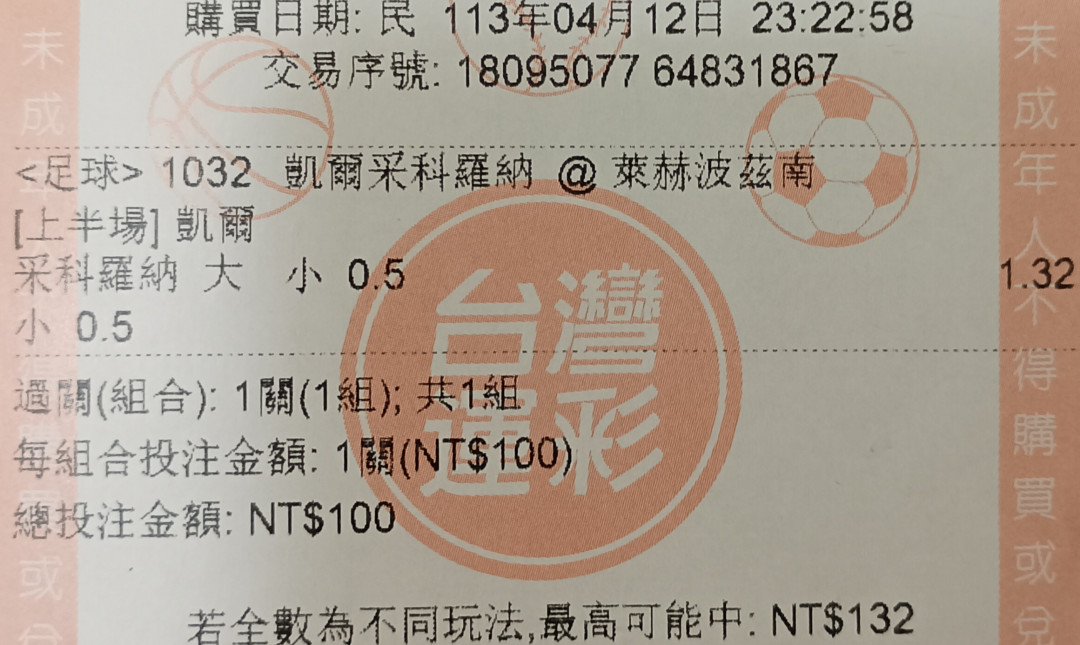 購買日期: 民 113年04月12日 23:22:58
交易序號: 18095077 64831867
<足球> 1032 凱爾采科羅納 @ 萊赫波茲南
[上半場] 凱爾
采科羅納 大 小 0.5 1.32
小 0.5
過關(組合): 1關(1組); 共1組
每組合投注金額: 1關(NT$100)
總投注金額: NT$100
若全數為不同玩法,最高可能中: NT$132
台灣
運彩
未成年人不得購買或兌
未成